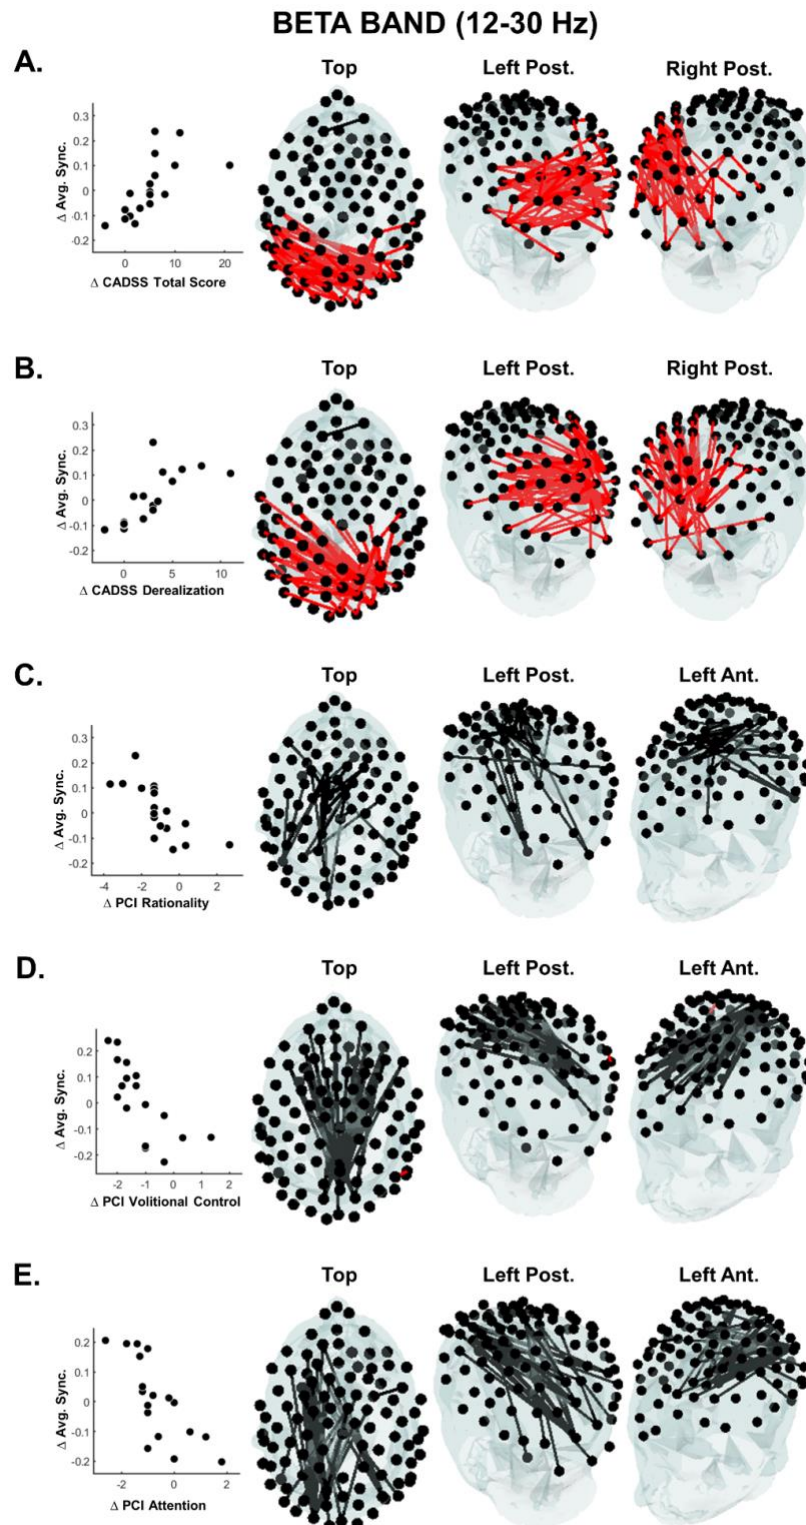 BETA BAND (12-30 Hz)
A.
Top
Left Post.
Right Post.
Δ Avg. Sync.
0.3
0.2
0.1
0
-0.1
-0.2
0
10
20
Δ CADSS Total Score
B.
Top
Left Post.
Right Post.
Δ Avg. Sync.
0.3
0.2
0.1
0
-0.1
-0.2
0
5
10
Δ CADSS Derealization
C.
Top
Left Post.
Left Ant.
Δ Avg. Sync.
0.3
0.2
0.1
0
-0.1
-0.2
-4
-2
0
2
Δ PCI Rationality
D.
Top
Left Post.
Left Ant.
Δ Avg. Sync.
0.2
0.1
0
-0.1
-0.2
-2
-1
0
1
2
Δ PCI Volitional Control
E.
Top
Left Post.
Left Ant.
Δ Avg. Sync.
0.2
0.1
0
-0.1
-0.2
-2
0
2
Δ PCI Attention